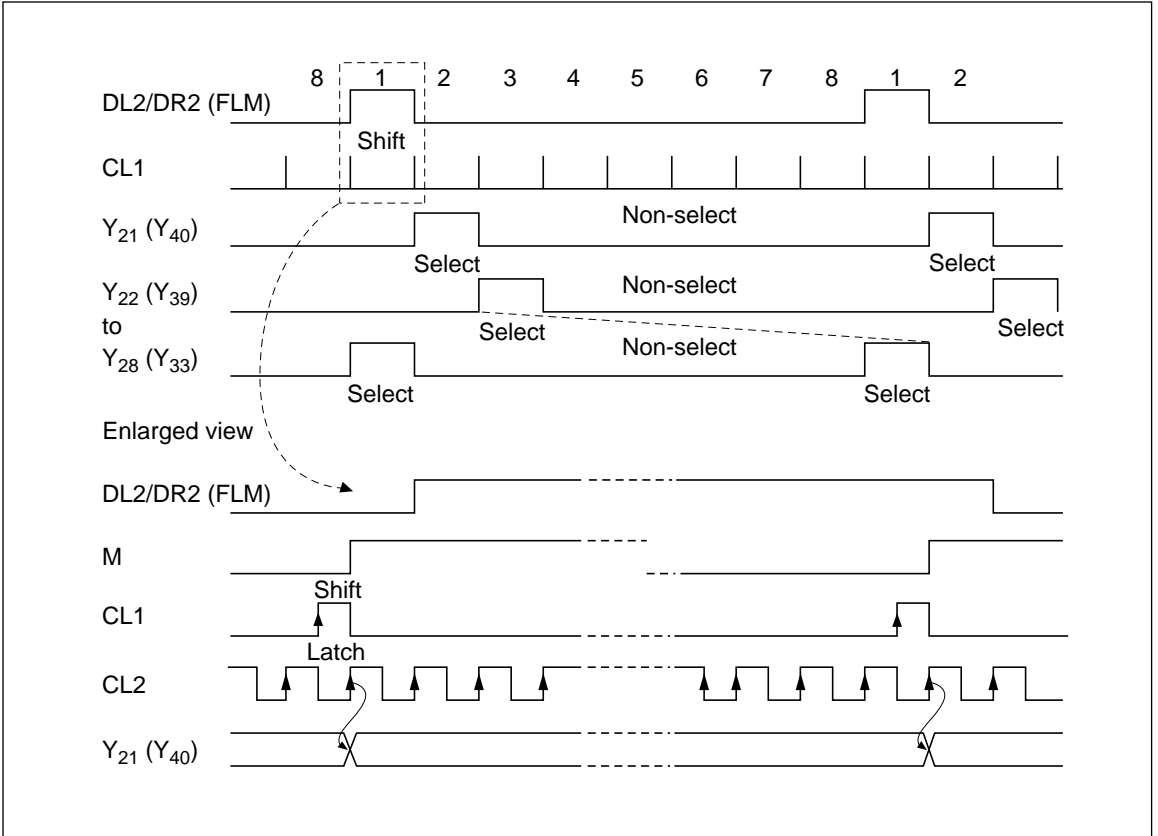 8 1 2 3 4 5 6 7 8 1 2
DL2/DR2 (FLM)
Shift
CL1
Y21 (Y40)
Non-select
Select Select
Y22 (Y39)
Non-select
to
Select Select
Y28 (Y33)
Non-select
Select Select
Enlarged view
DL2/DR2 (FLM)
M
Shift
CL1
Latch
CL2
Y21 (Y40)